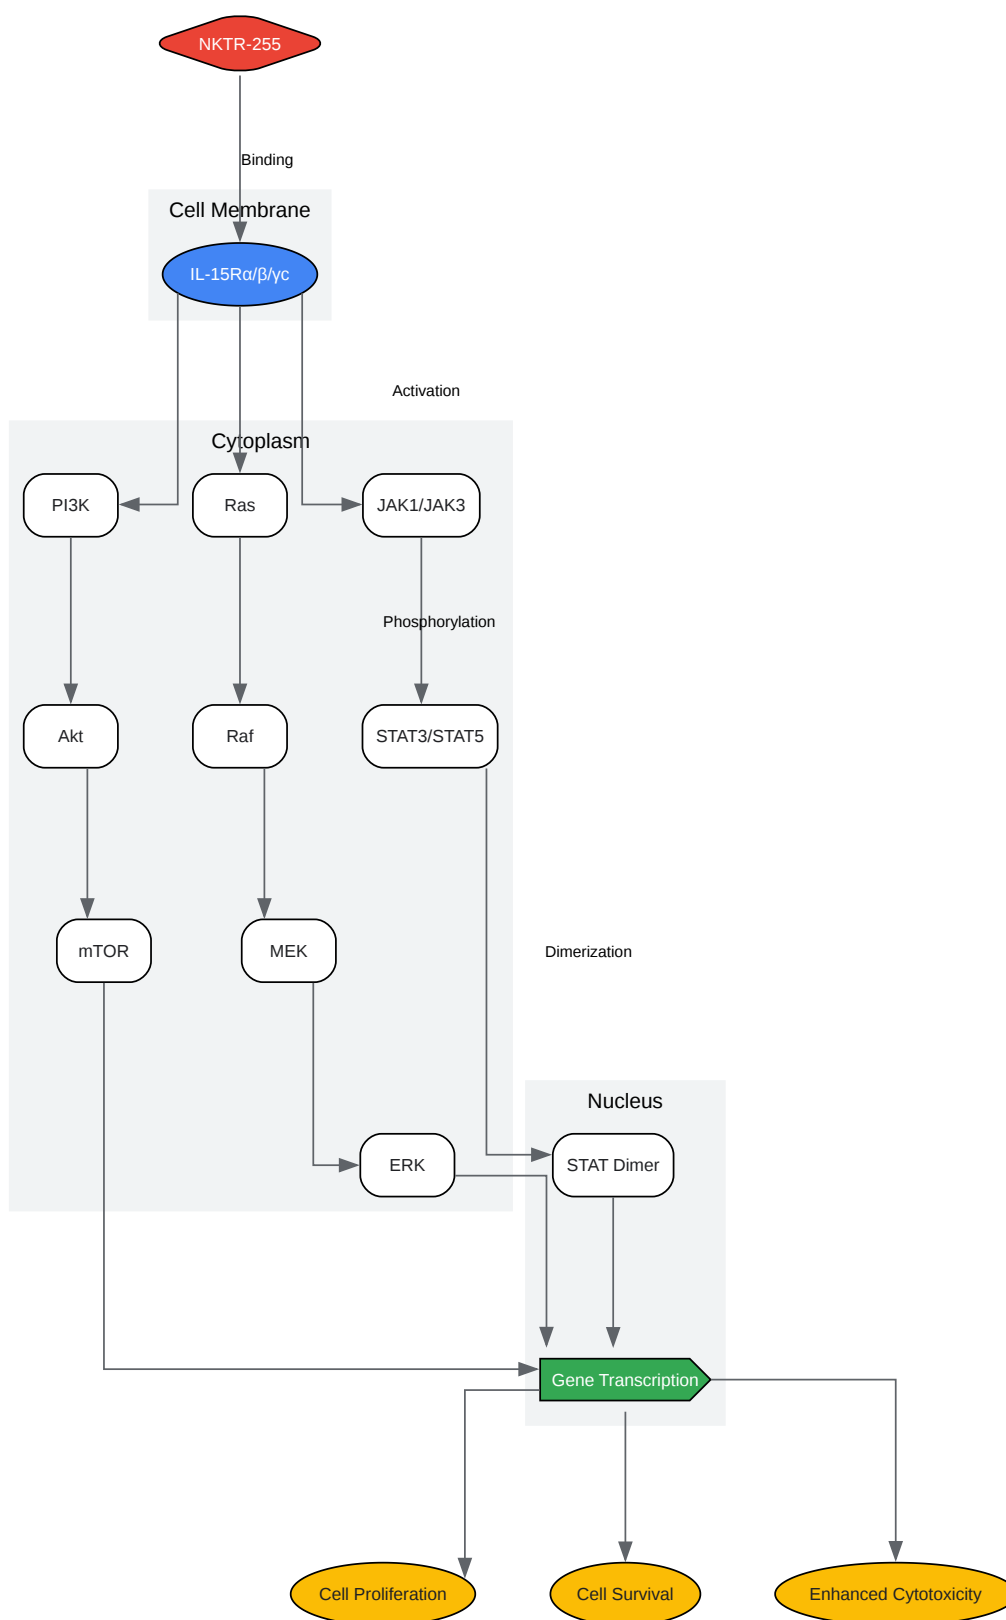 NKTR-255
Binding
Cell Membrane
IL-15Rα/β/γc
Activation
Cytoplasm
PI3K
Ras
JAK1/JAK3
Phosphorylation
Akt
Raf
STAT3/STAT5
mTOR
MEK
Dimerization
Nucleus
ERK
STAT Dimer
Gene Transcription
Cell Proliferation
Cell Survival
Enhanced Cytotoxicity